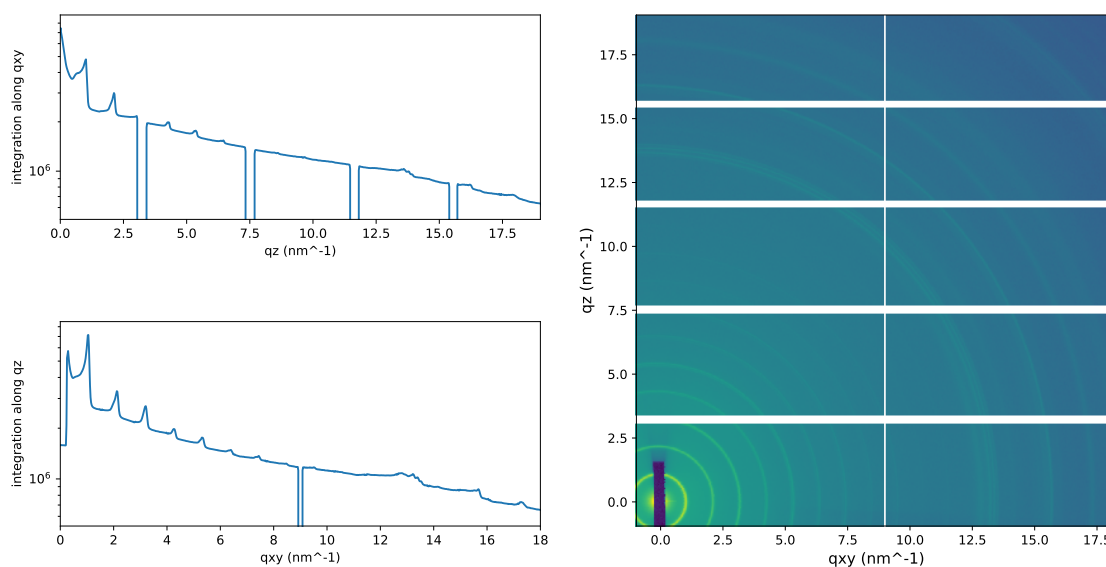 integration along qxy
10^6
0.0 2.5 5.0 7.5 10.0 12.5 15.0 17.5
qz (nm^-1)
integration along qz
10^6
0 2 4 6 8 10 12 14 16 18
qxy (nm^-1)
qz (nm^-1)
17.5
15.0
12.5
10.0
7.5
5.0
2.5
0.0
0.0 2.5 5.0 7.5 10.0 12.5 15.0 17.5
qxy (nm^-1)